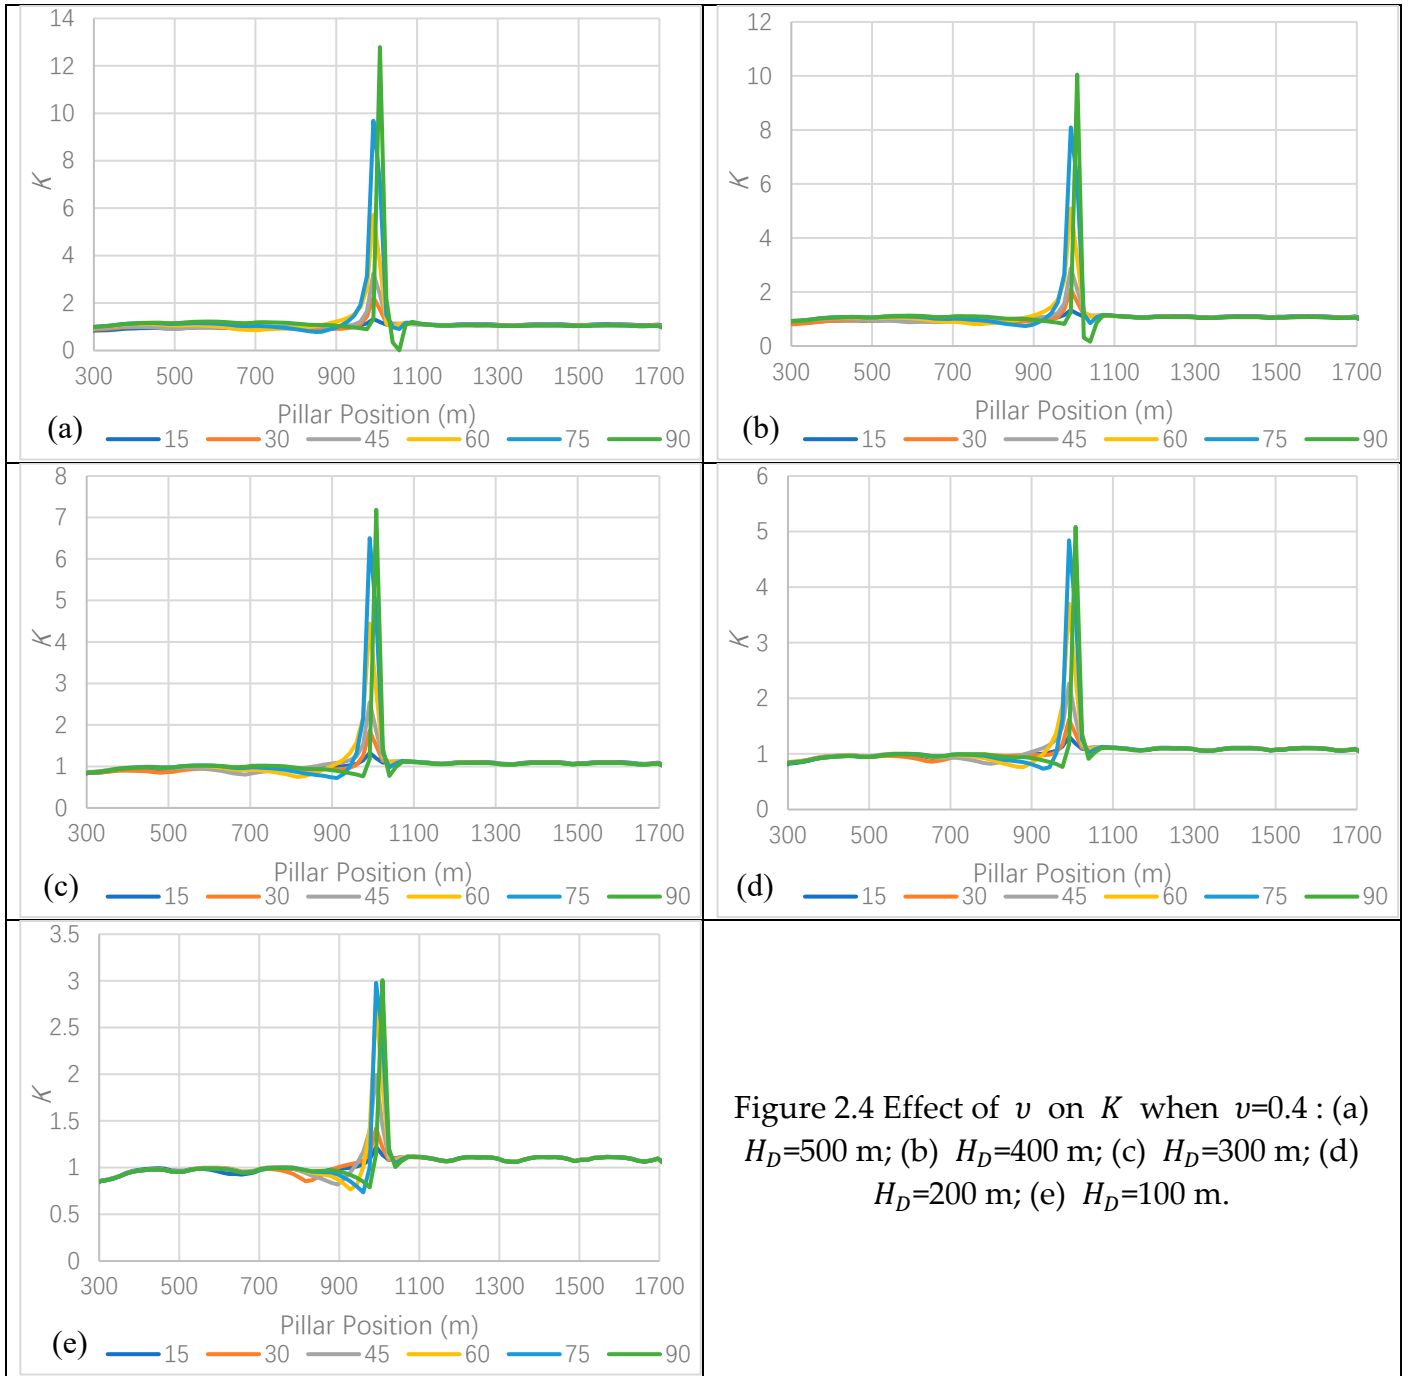 14
12
10
8
6
4
2
0
K
300 500 700 900 1100 1300 1500 1700
Pillar Position (m)
(a)
15 30 45 60 75 90
12
10
8
6
4
2
0
K
300 500 700 900 1100 1300 1500 1700
Pillar Position (m)
(b)
15 30 45 60 75 90
8
7
6
5
4
3
2
1
0
K
300 500 700 900 1100 1300 1500 1700
Pillar Position (m)
(c)
15 30 45 60 75 90
6
5
4
3
2
1
0
K
300 500 700 900 1100 1300 1500 1700
Pillar Position (m)
(d)
15 30 45 60 75 90
3.5
3
2.5
2
1.5
1
0.5
0
K
300 500 700 900 1100 1300 1500 1700
Pillar Position (m)
(e)
15 30 45 60 75 90
Figure 2.4 Effect of υ on K when υ=0.4 : (a)
H_D=500 m; (b) H_D=400 m; (c) H_D=300 m; (d)
H_D=200 m; (e) H_D=100 m.